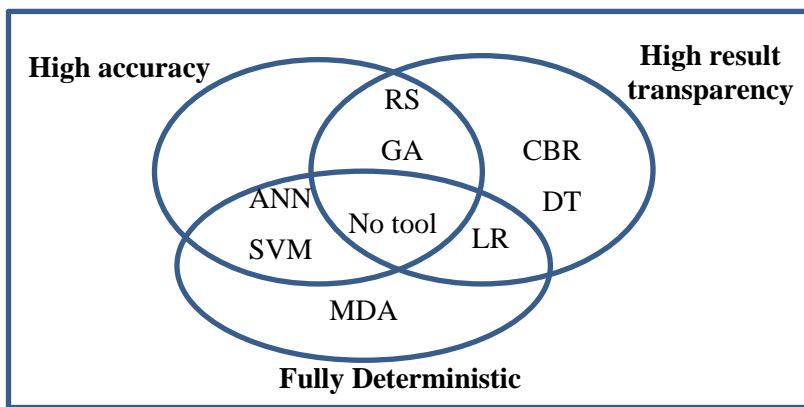 High accuracy
High result
transparency
RS
GA
CBR
DT
ANN
No tool
LR
SVM
MDA
Fully Deterministic